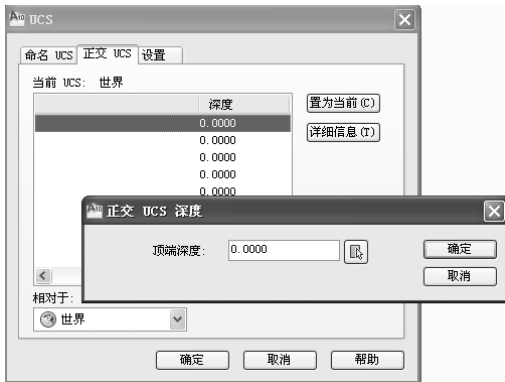 A10 UCS
命名 UCS 正交 UCS 设置
当前 UCS: 世界
深度
置为当前(C)
0.0000
详细信息(T)
0.0000
0.0000
0.0000
0.0000
正交 UCS 深度
顶端深度: 0.0000
确定
取消
相对于:
世界
确定 取消 帮助